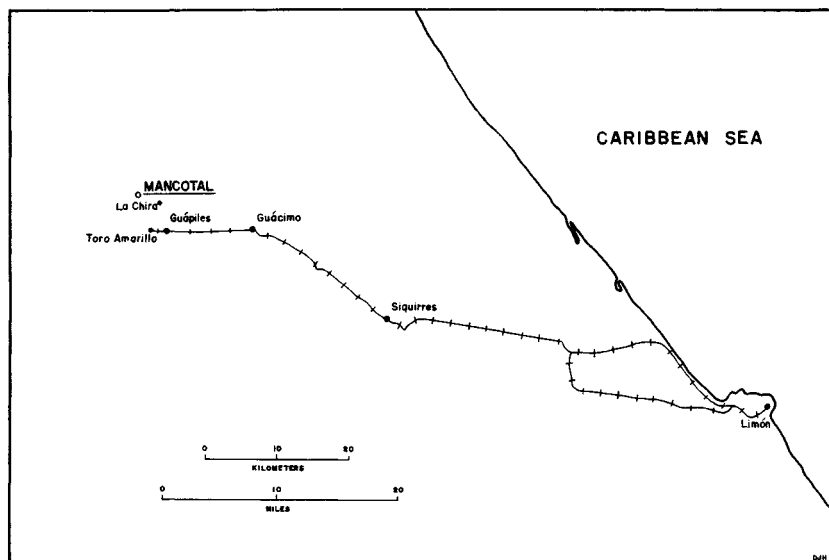 CARIBBEAN SEA
MANCOTAL
La Chira
Guápiles
Guácimo
Toro Amarillo
Siquirres
Limón
0 10 20
KILOMETERS
0 10 20
MILES
DJH